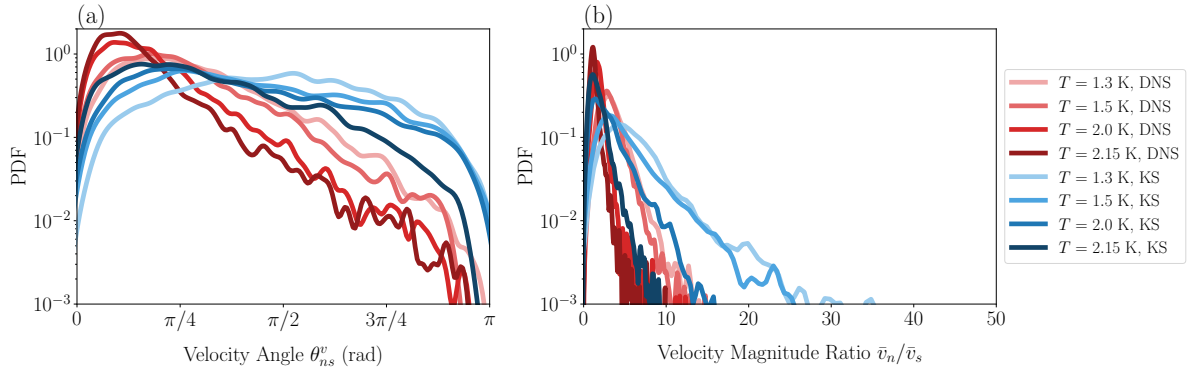 (a)
(b)
PDF
10^0
10^{-1}
10^{-2}
10^{-3}
0
π/4
π/2
3π/4
π
Velocity Angle θ^v_{ns} (rad)
PDF
10^0
10^{-1}
10^{-2}
10^{-3}
0
10
20
30
40
50
Velocity Magnitude Ratio v̄_n/v̄_s
T = 1.3 K, DNS
T = 1.5 K, DNS
T = 2.0 K, DNS
T = 2.15 K, DNS
T = 1.3 K, KS
T = 1.5 K, KS
T = 2.0 K, KS
T = 2.15 K, KS